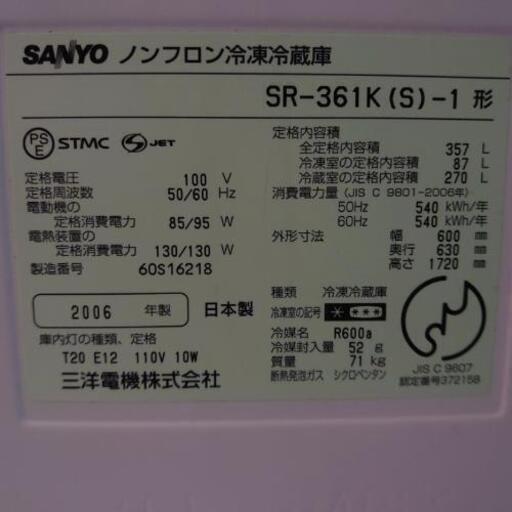 SANYO ノンフロン冷凍冷蔵庫
SR-361K(S)-1 形
PSE STMC S JET
定格電圧 100 V
定格周波数 50/60 Hz
電動機の
定格消費電力 85/95 W
電熱装置の
定格消費電力 130/130 W
製造番号 60S16218
2006 年製 日本製
庫内灯の種類、定格
T20 E12 110V 10W
三洋電機株式会社
定格内容積
全定格内容積 357 L
冷凍室の定格内容積 87 L
冷蔵室の定格内容積 270 L
消費電力量 (JIS C 9801-2006年)
50Hz 540 kWh/年
60Hz 540 kWh/年
外形寸法 幅 600 mm
奥行 630 mm
高さ 1720 mm
種類 冷凍冷蔵庫
冷凍室の記号 * ***
冷媒名 R600a
冷媒封入量 52 g
質量 71 kg
断熱発泡ガス シクロペンタン
JIS C 9607
認定番号372158